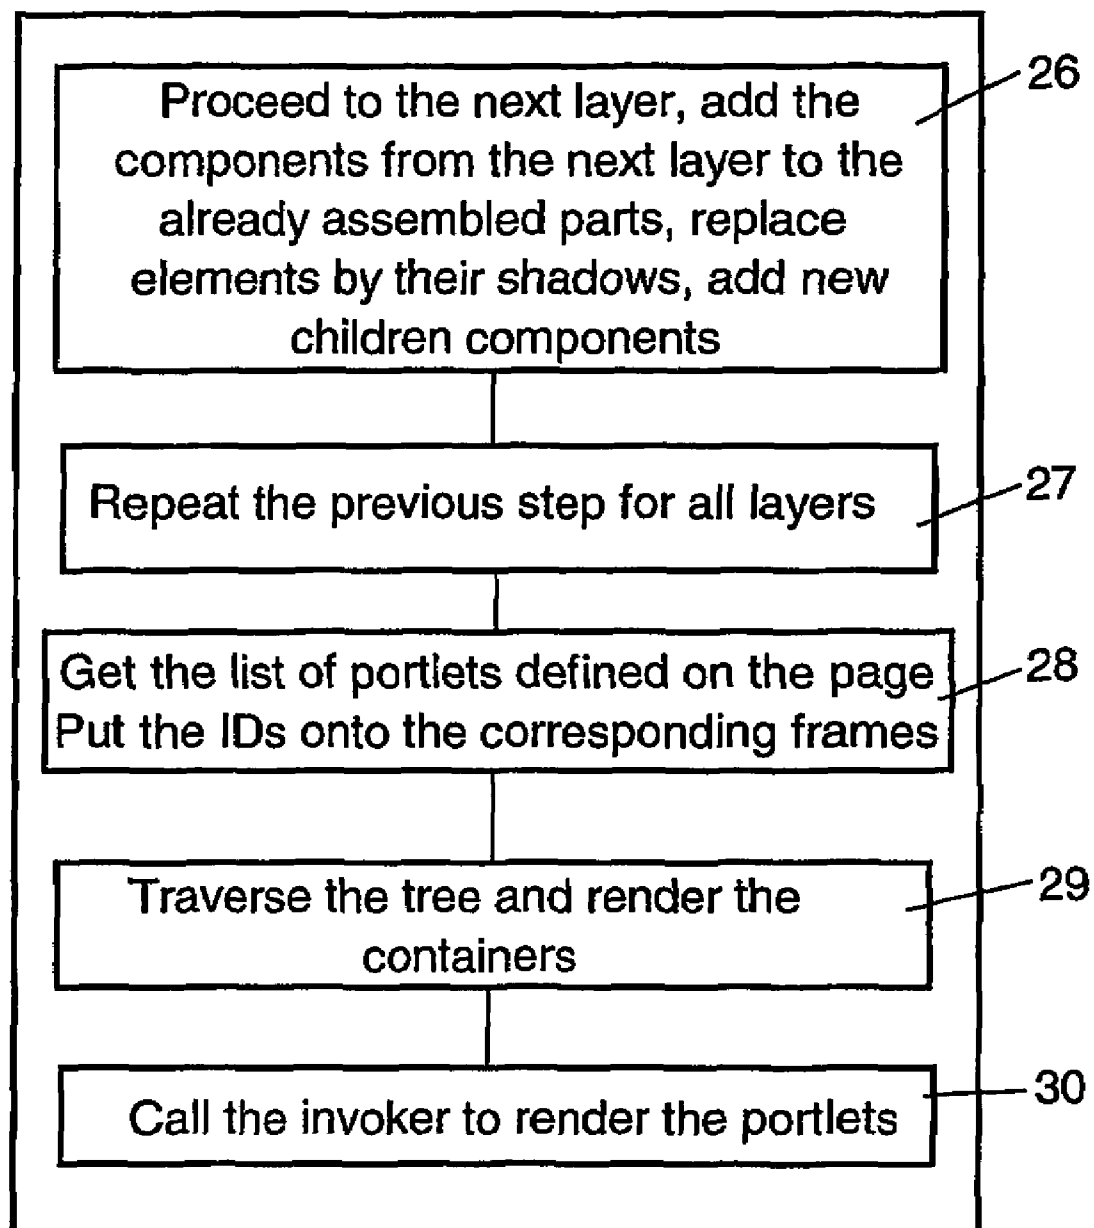 Proceed to the next layer, add the
components from the next layer to the
already assembled parts, replace
elements by their shadows, add new
children components
26
Repeat the previous step for all layers
27
Get the list of portlets defined on the page
Put the IDs onto the corresponding frames
28
Traverse the tree and render the
containers
29
Call the invoker to render the portlets
30